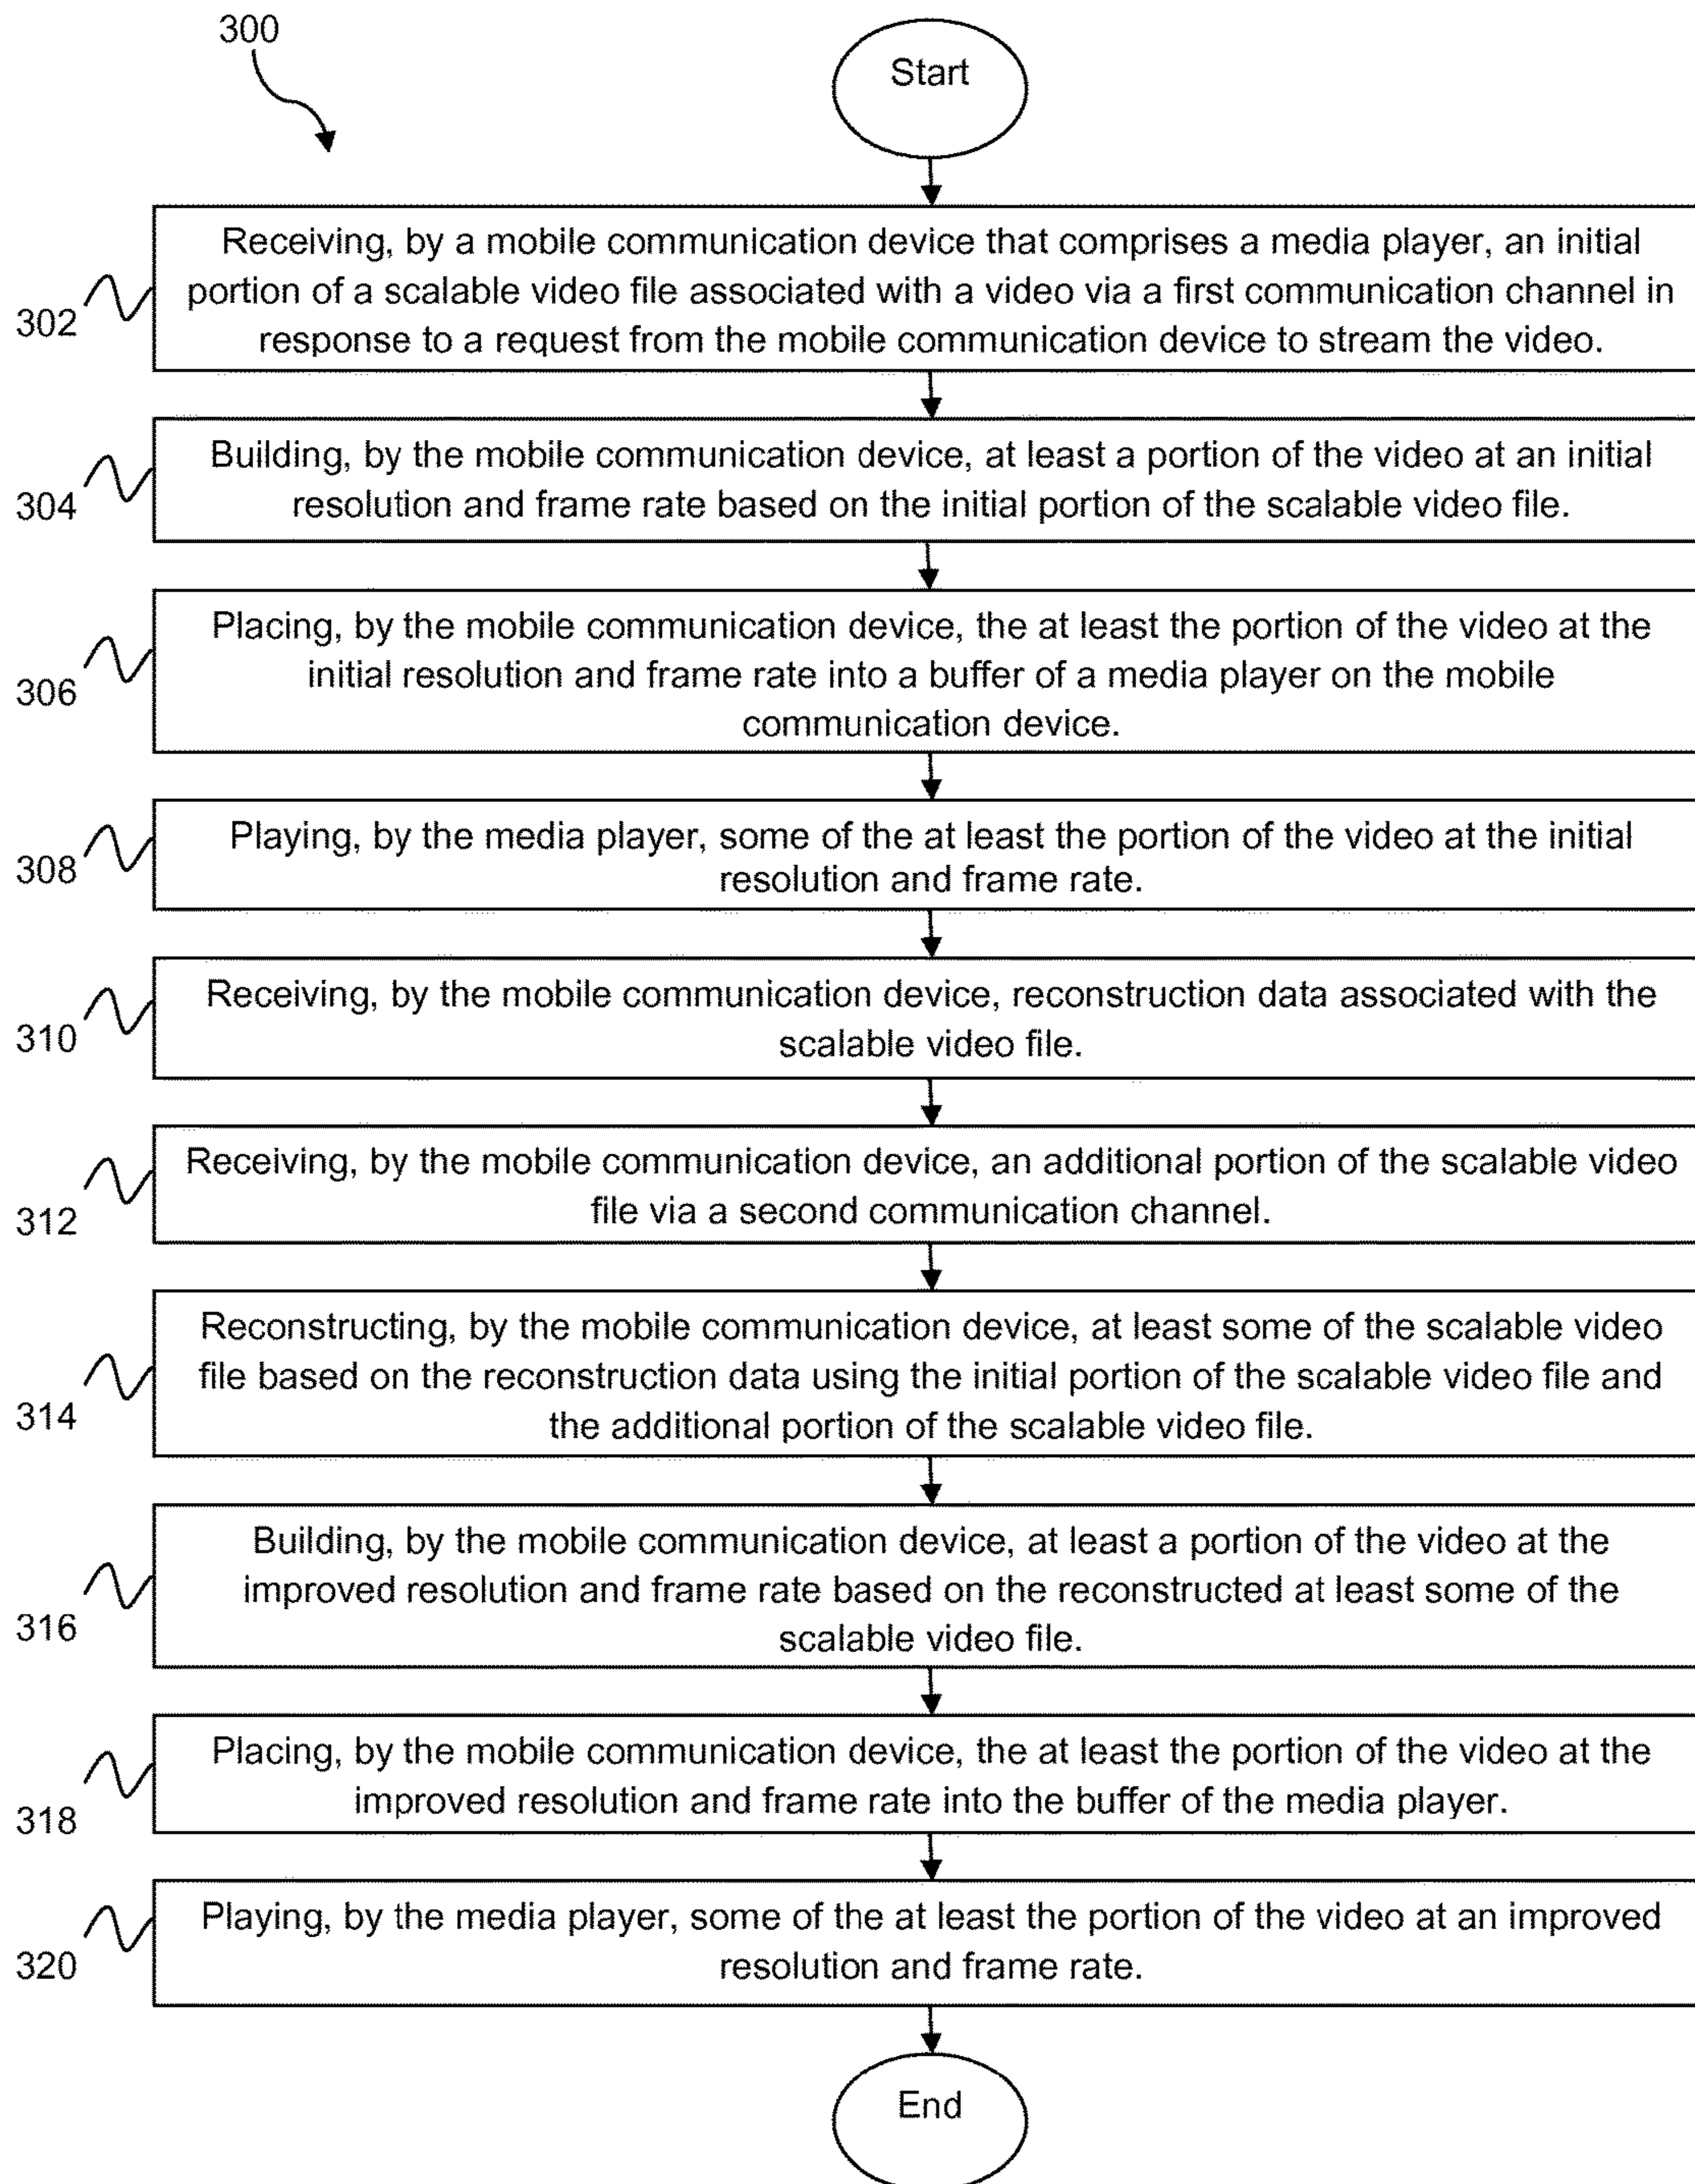 300
Start
Receiving, by a mobile communication device that comprises a media player, an initial
portion of a scalable video file associated with a video via a first communication channel in
response to a request from the mobile communication device to stream the video.
302
Building, by the mobile communication device, at least a portion of the video at an initial
resolution and frame rate based on the initial portion of the scalable video file.
304
Placing, by the mobile communication device, the at least the portion of the video at the
initial resolution and frame rate into a buffer of a media player on the mobile
communication device.
306
Playing, by the media player, some of the at least the portion of the video at the initial
resolution and frame rate.
308
Receiving, by the mobile communication device, reconstruction data associated with the
scalable video file.
310
Receiving, by the mobile communication device, an additional portion of the scalable video
file via a second communication channel.
312
Reconstructing, by the mobile communication device, at least some of the scalable video
file based on the reconstruction data using the initial portion of the scalable video file and
the additional portion of the scalable video file.
314
Building, by the mobile communication device, at least a portion of the video at the
improved resolution and frame rate based on the reconstructed at least some of the
scalable video file.
316
Placing, by the mobile communication device, the at least the portion of the video at the
improved resolution and frame rate into the buffer of the media player.
318
Playing, by the media player, some of the at least the portion of the video at an improved
resolution and frame rate.
320
End